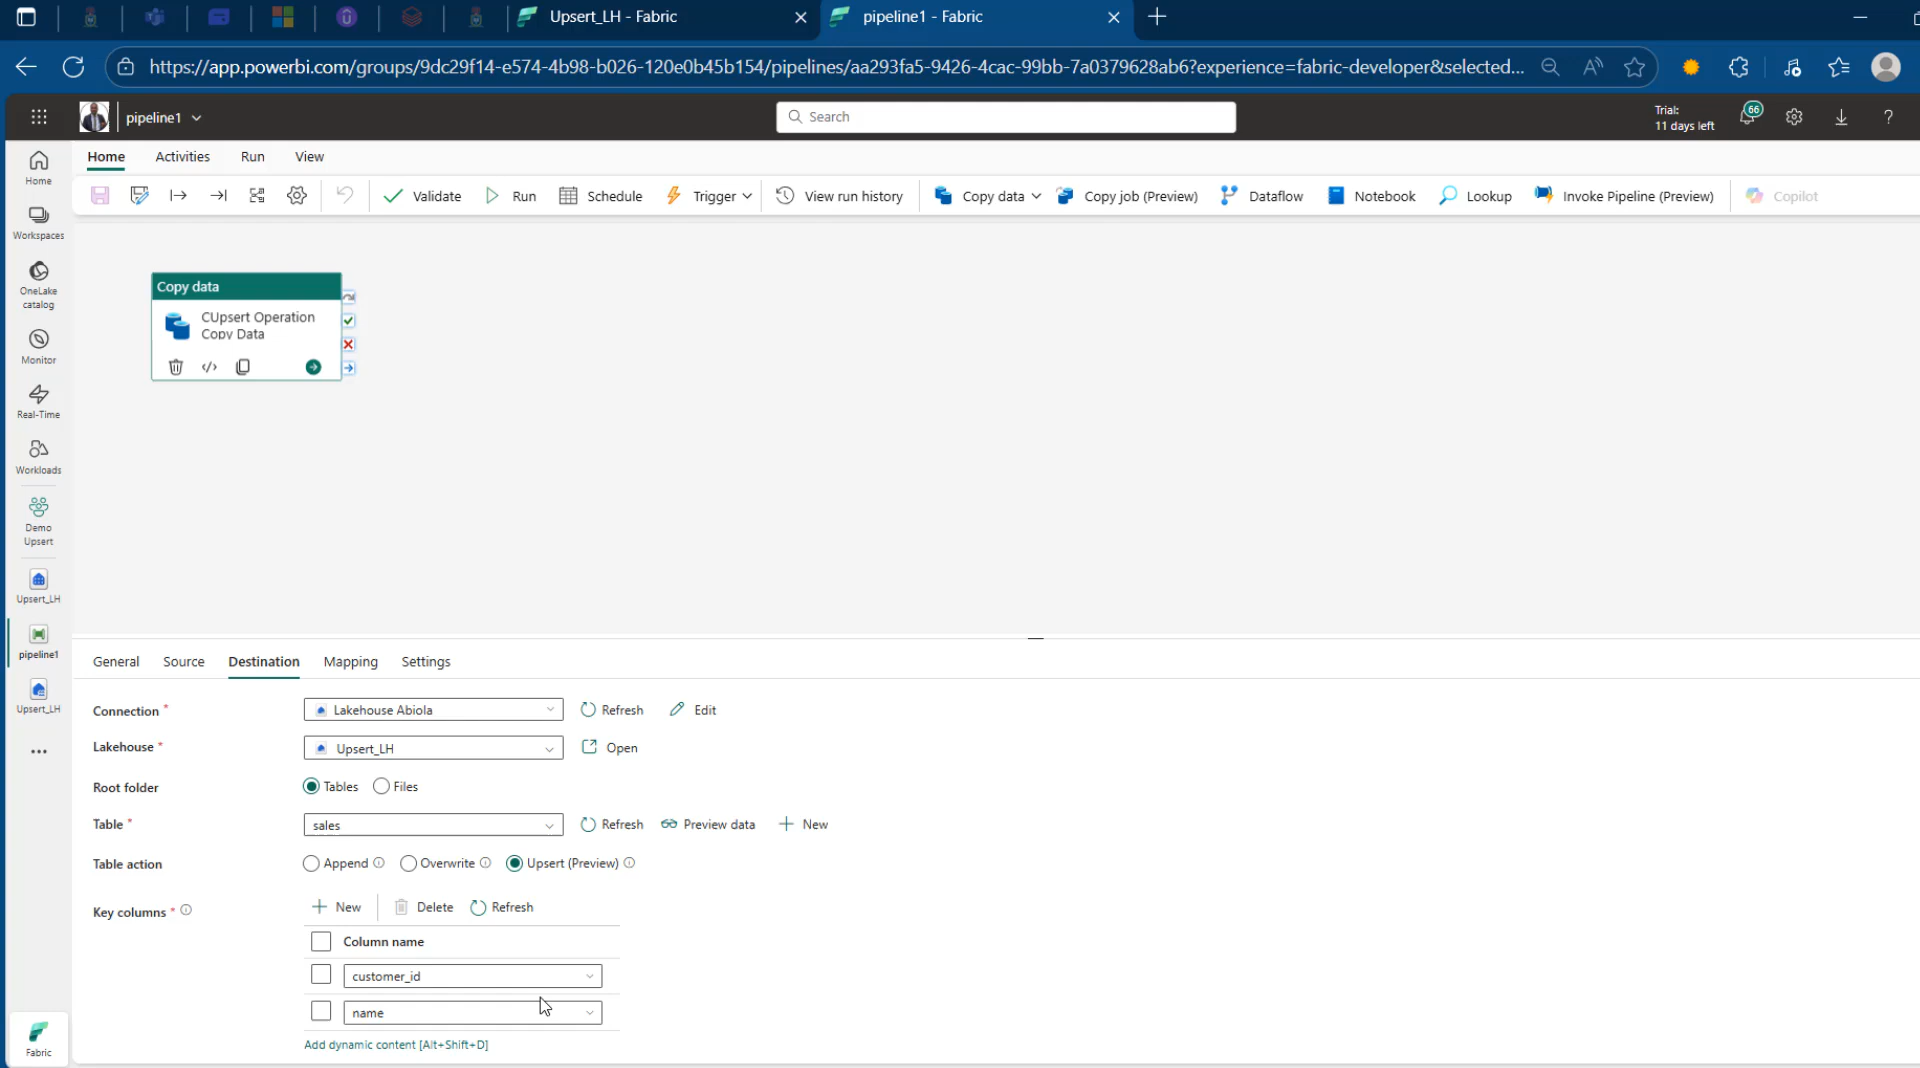 Upsert_LH - Fabric
pipeline1 - Fabric
https://app.powerbi.com/groups/9dc29f14-e574-4b98-b026-120e0b45b154/pipelines/aa293fa5-9426-4cac-99bb-7a0379628ab6?experience=fabric-developer&selected...
pipeline1
Search
Trial:
11 days left
66
?
Home Activities Run View
Validate Run Schedule Trigger View run history Copy data Copy job (Preview) Dataflow Notebook Lookup Invoke Pipeline (Preview) Copilot
Home
Workspaces
OneLake
catalog
Monitor
Real-Time
Workloads
Demo
Upsert
Upsert_LH
pipeline1
Upsert_LH
Fabric
Copy data
CUpsert Operation
Copy Data
General Source Destination Mapping Settings
Connection * Lakehouse Abiola Refresh Edit
Lakehouse * Upsert_LH Open
Root folder Tables Files
Table * sales Refresh Preview data New
Table action Append Overwrite Upsert (Preview)
Key columns * New Delete Refresh
Column name
customer_id
name
Add dynamic content [Alt+Shift+D]